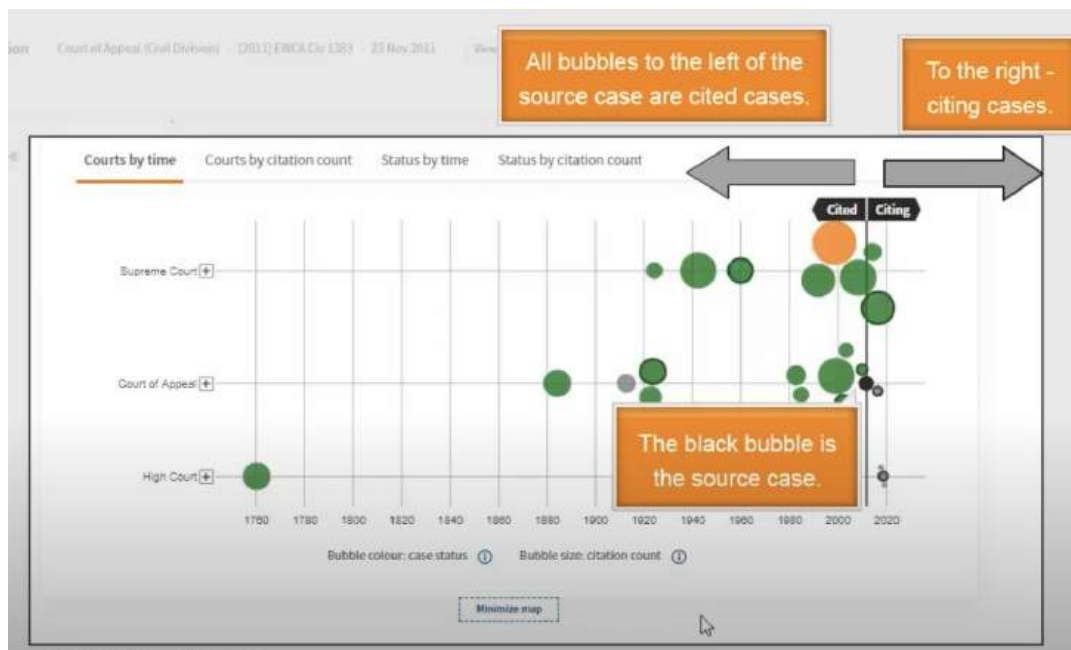 Court of Appeal (Civil Division) [2011] EWCA Civ 1383 23 Nov 2011
All bubbles to the left of the
source case are cited cases.
To the right -
citing cases.
Courts by time Courts by citation count Status by time Status by citation count
Cited Citing
Supreme Court +
Court of Appeal +
The black bubble is
the source case.
High Court +
1760 1780 1800 1820 1840 1860 1880 1900 1920 1940 1960 1980 2000 2020
Bubble colour: case status i Bubble size: citation count i
Minimize map